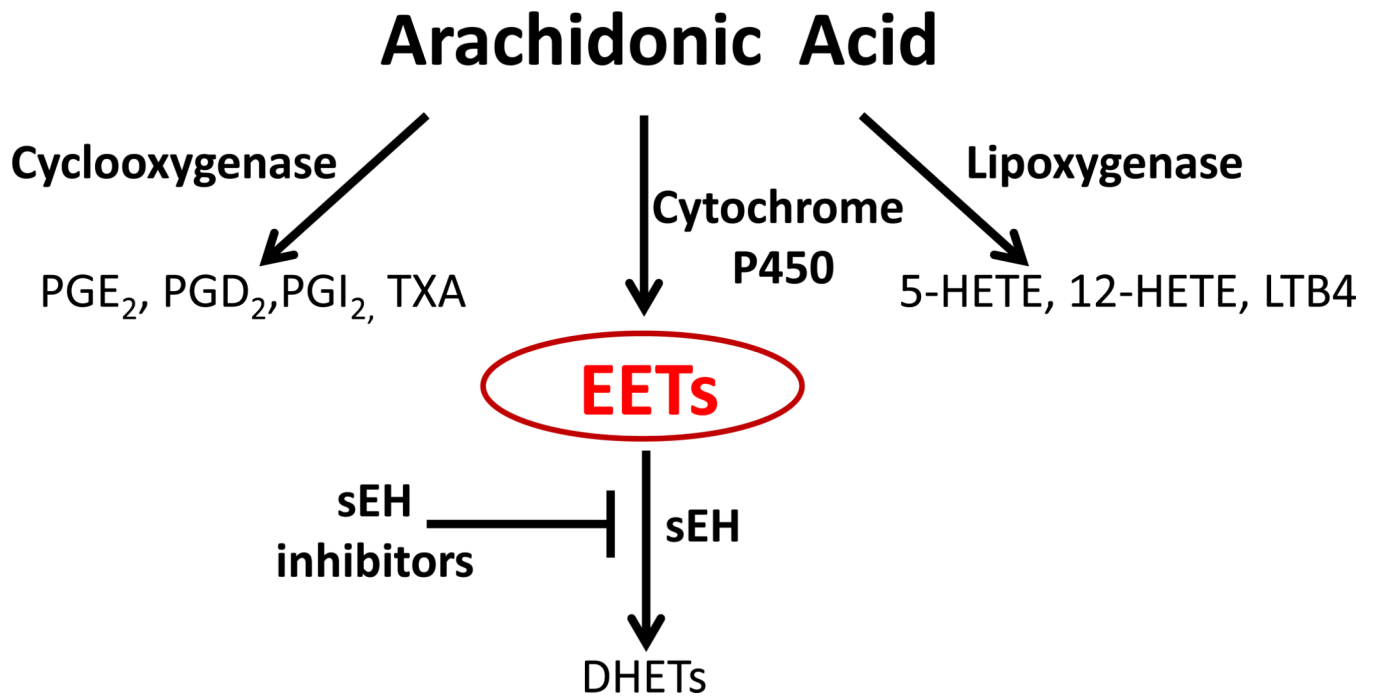 Arachidonic Acid
Cyclooxygenase
Lipoxygenase
Cytochrome
P450
PGE₂, PGD₂,PGI₂, TXA
5-HETE, 12-HETE, LTB4
EETs
sEH
inhibitors
sEH
DHETs